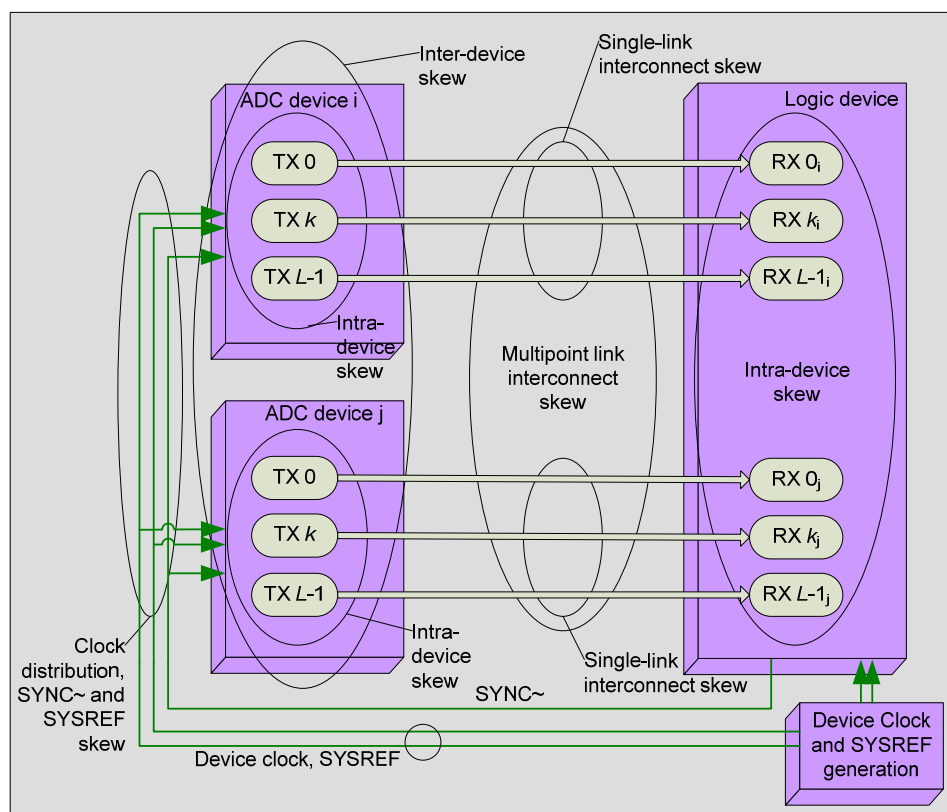 Inter-device
skew
Single-link
interconnect skew
ADC device i
Logic device
TX 0
TX k
TX L-1
RX 0i
RX ki
RX L-1i
Intra-
device
skew
Multipoint link
interconnect
skew
Intra-device
skew
ADC device j
TX 0
TX k
TX L-1
RX 0j
RX kj
RX L-1j
Intra-
device
skew
Single-link
interconnect skew
Clock
distribution,
SYNC~ and
SYSREF
skew
SYNC~
Device clock, SYSREF
Device Clock
and SYSREF
generation